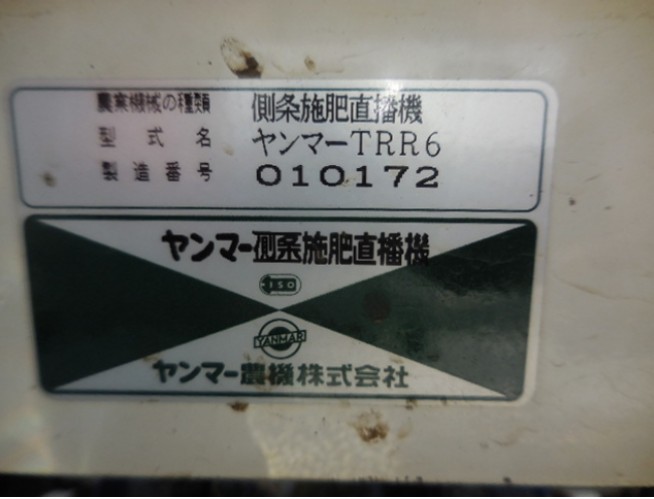 農業機械の種類 側条施肥直播機
型式名 ヤンマーTRR6
製造番号 010172
ヤンマー側条施肥直播機
ISO
YANMAR
ヤンマー農機株式会社